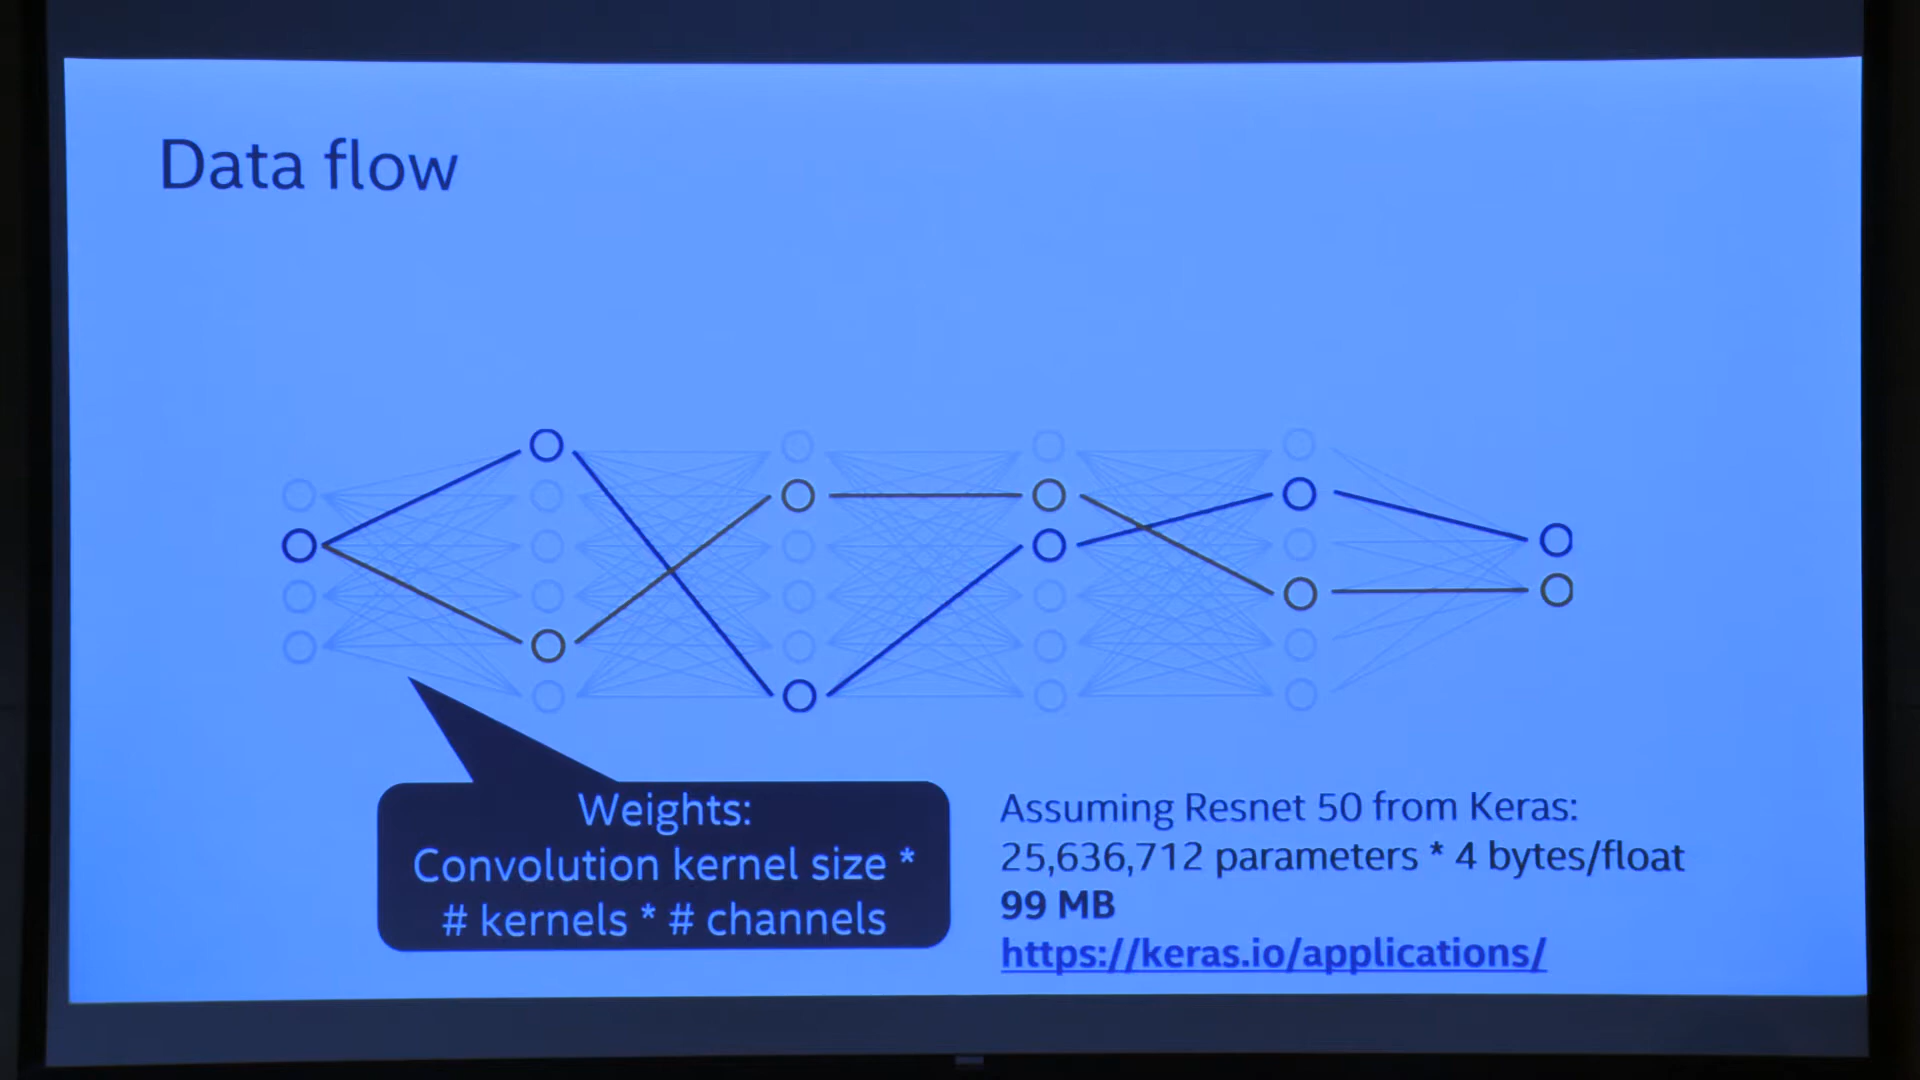 Data flow
Weights:
Convolution kernel size *
# kernels * # channels
Assuming Resnet 50 from Keras:
25,636,712 parameters * 4 bytes/float
99 MB
https://keras.io/applications/